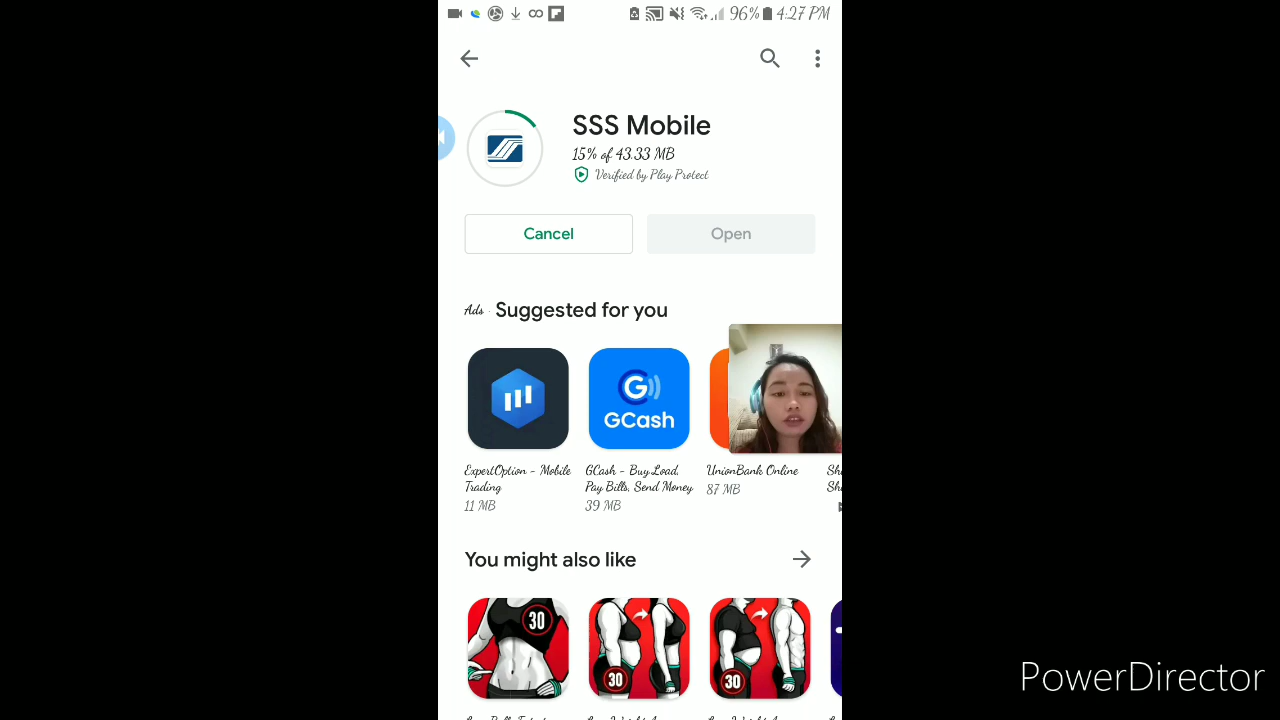 96% 4:27 PM
SSS Mobile
15% of 43.33 MB
Verified by Play Protect
Cancel
Open
Ads · Suggested for you
GCash
ExpertOption - Mobile Trading
11 MB
GCash - Buy Load, Pay Bills, Send Money
39 MB
UnionBank Online
87 MB
You might also like
30
30
30
PowerDirector